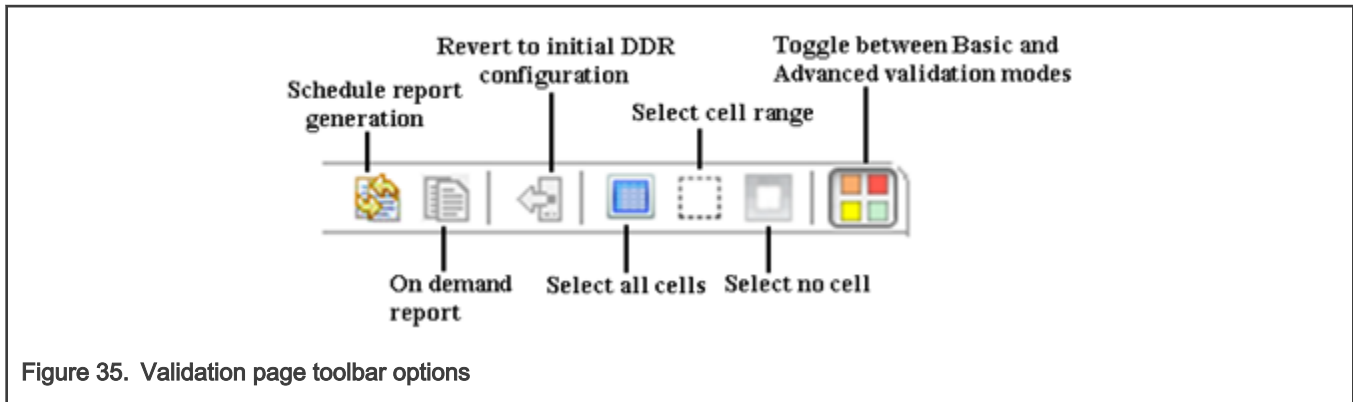 Revert to initial DDR
configuration
Toggle between Basic and
Advanced validation modes
Schedule report
generation
Select cell range
On demand
report
Select all cells
Select no cell
Figure 35. Validation page toolbar options